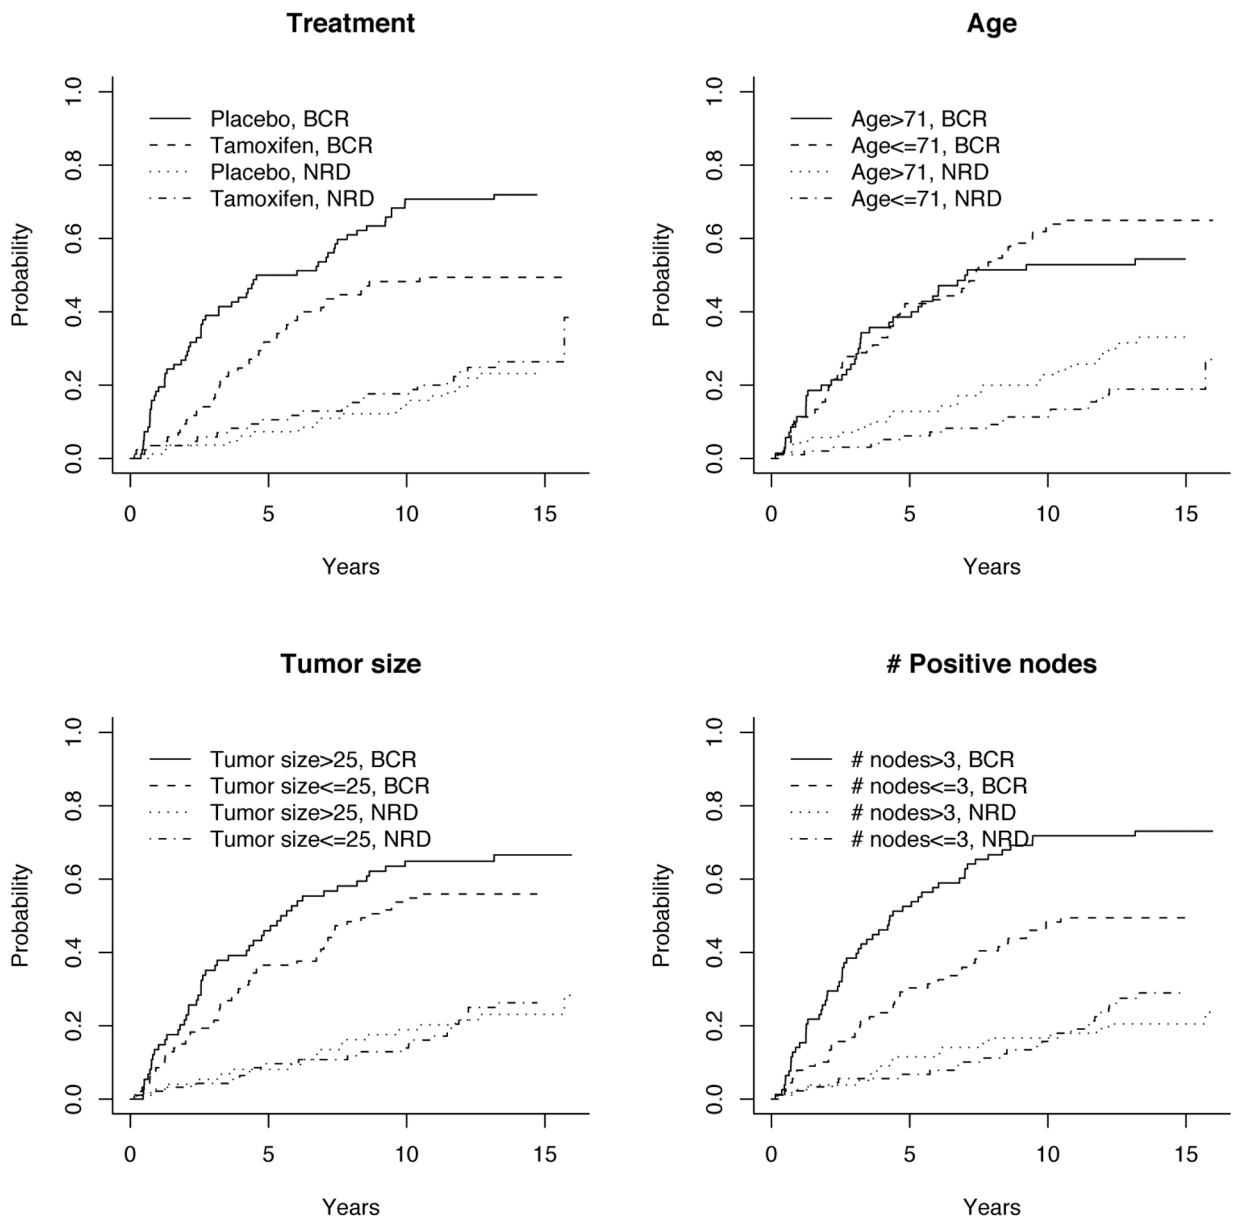 Treatment
Probability
0.0 0.2 0.4 0.6 0.8 1.0
Placebo, BCR
Tamoxifen, BCR
Placebo, NRD
Tamoxifen, NRD
0 5 10 15
Years
Age
Probability
0.0 0.2 0.4 0.6 0.8 1.0
Age>71, BCR
Age<=71, BCR
Age>71, NRD
Age<=71, NRD
0 5 10 15
Years
Tumor size
Probability
0.0 0.2 0.4 0.6 0.8 1.0
Tumor size>25, BCR
Tumor size<=25, BCR
Tumor size>25, NRD
Tumor size<=25, NRD
0 5 10 15
Years
# Positive nodes
Probability
0.0 0.2 0.4 0.6 0.8 1.0
# nodes>3, BCR
# nodes<=3, BCR
# nodes>3, NRD
# nodes<=3, NRD
0 5 10 15
Years